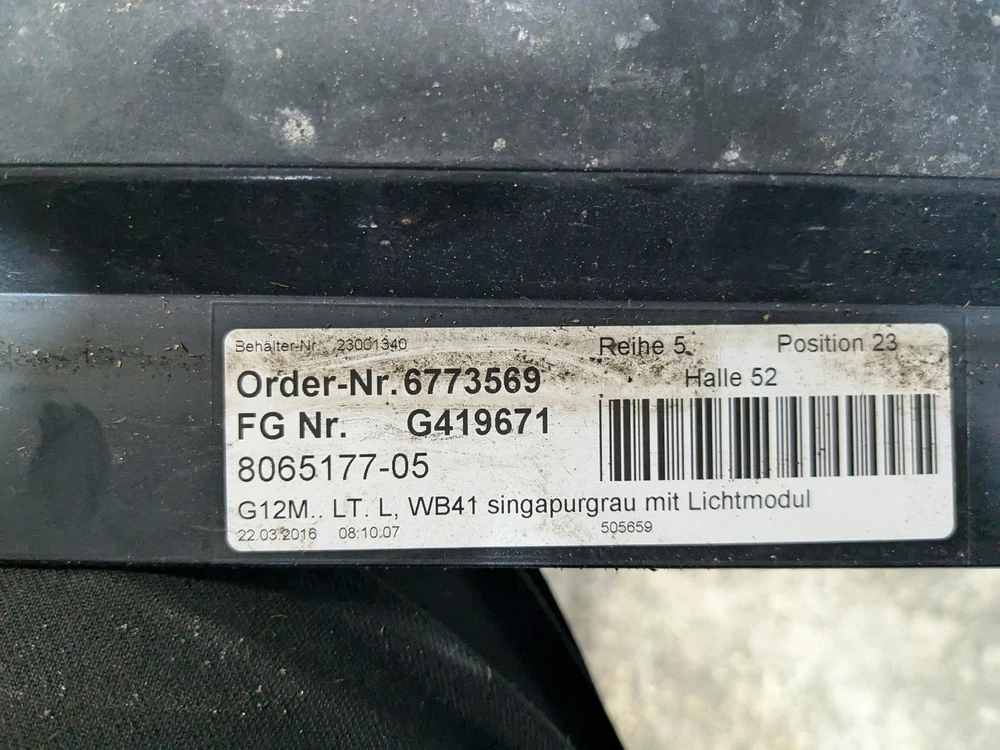 Behälter-Nr. 23001340 Reihe 5 Position 23
Order-Nr. 6773569 Halle 52
FG Nr. G419671
8065177-05
G12M.. LT. L, WB41 singapurgrau mit Lichtmodul
22.03.2016 08:10:07 505659